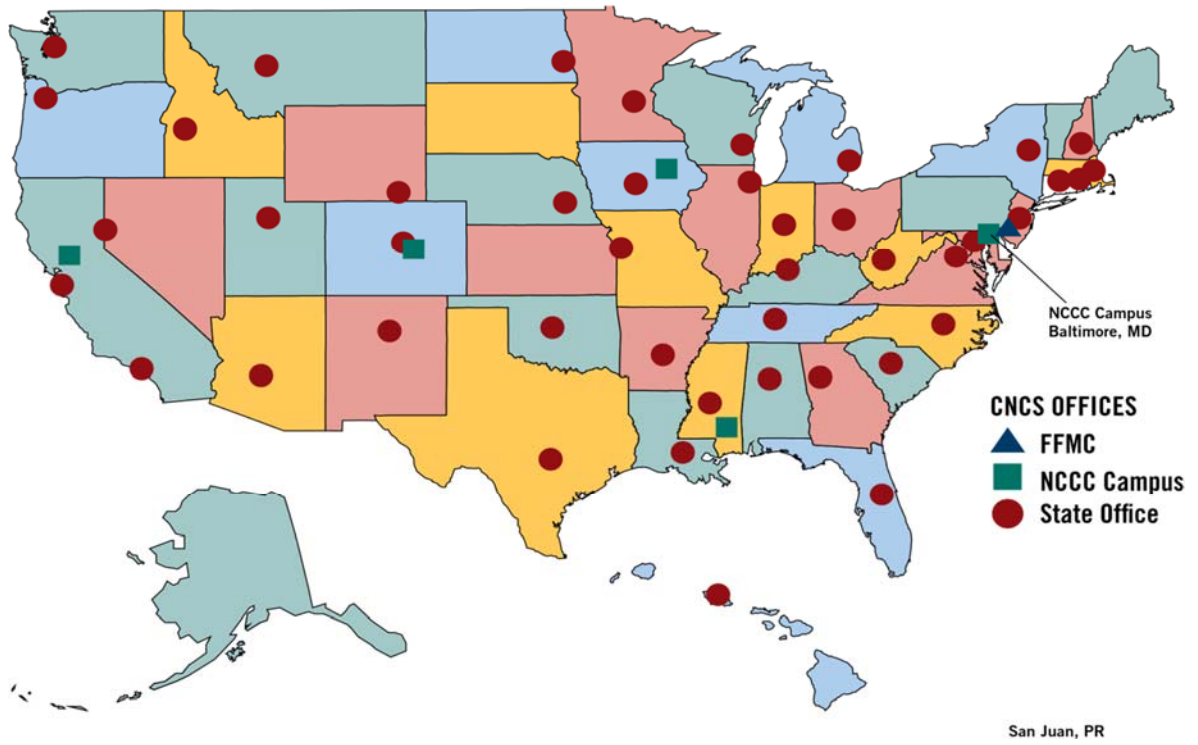 NCCC Campus
Baltimore, MD
CNCS OFFICES
FFMC
NCCC Campus
State Office
San Juan, PR